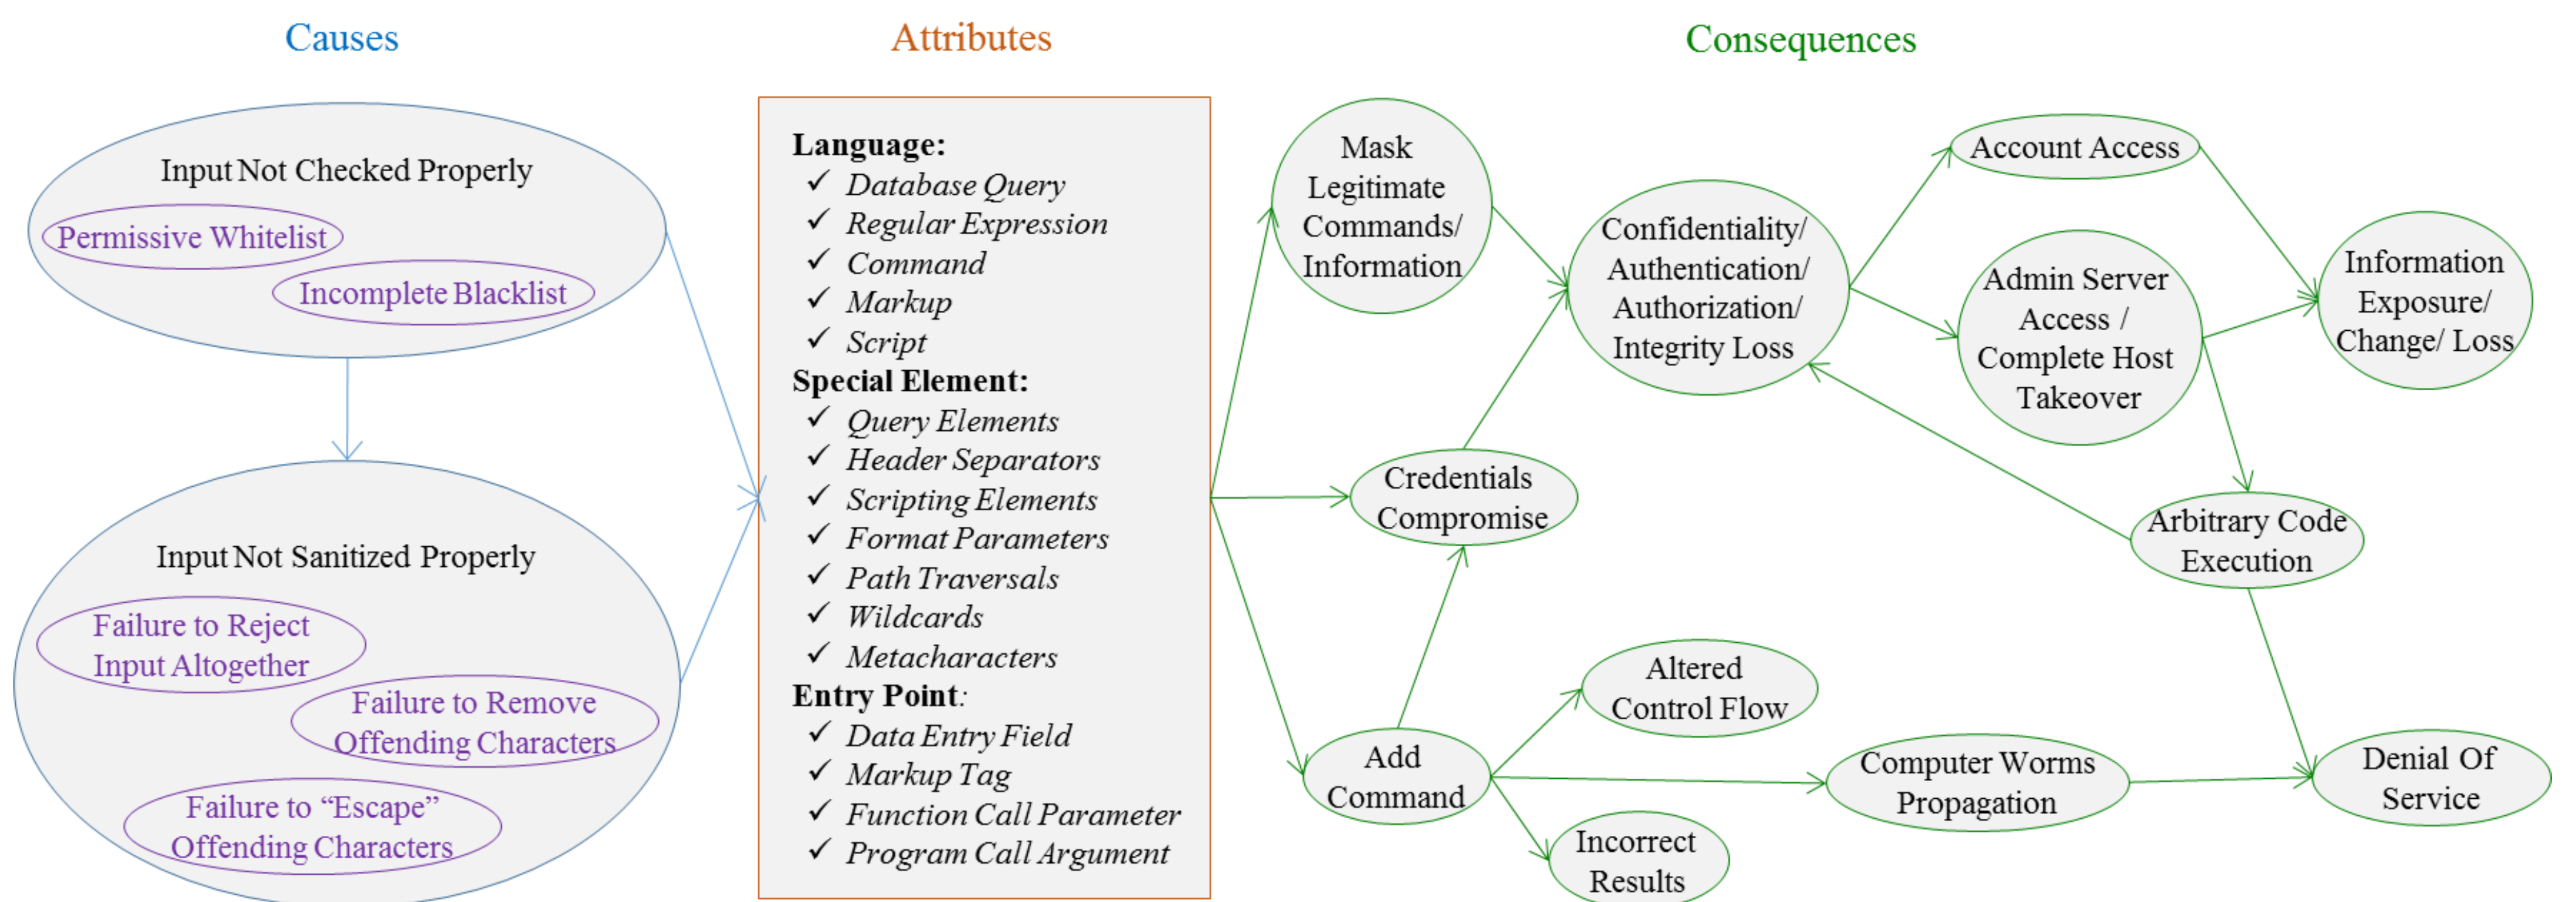 Causes
Attributes
Consequences
Input Not Checked Properly
Permissive Whitelist
Incomplete Blacklist
Input Not Sanitized Properly
Failure to Reject
Input Altogether
Failure to Remove
Offending Characters
Failure to “Escape”
Offending Characters
Language:
✓ Database Query
✓ Regular Expression
✓ Command
✓ Markup
✓ Script
Special Element:
✓ Query Elements
✓ Header Separators
✓ Scripting Elements
✓ Format Parameters
✓ Path Traversals
✓ Wildcards
✓ Metacharacters
Entry Point:
✓ Data Entry Field
✓ Markup Tag
✓ Function Call Parameter
✓ Program Call Argument
Mask
Legitimate
Commands/
Information
Credentials
Compromise
Add
Command
Confidentiality/
Authentication/
Authorization/
Integrity Loss
Altered
Control Flow
Incorrect
Results
Account Access
Admin Server
Access /
Complete Host
Takeover
Computer Worms
Propagation
Information
Exposure/
Change/ Loss
Arbitrary Code
Execution
Denial Of
Service